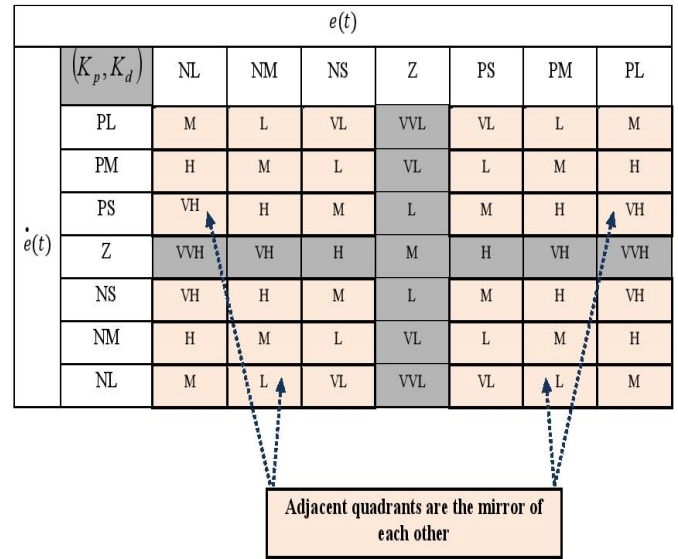 e(t)
(K_p, K_d) NL NM NS Z PS PM PL
PL M L VL VVL VL L M
PM H M L VL L M H
PS VH H M L M H VH
ė(t) Z VVH VH H M H VH VVH
NS VH H M L M H VH
NM H M L VL L M H
NL M L VL VVL VL L M
Adjacent quadrants are the mirror of
each other